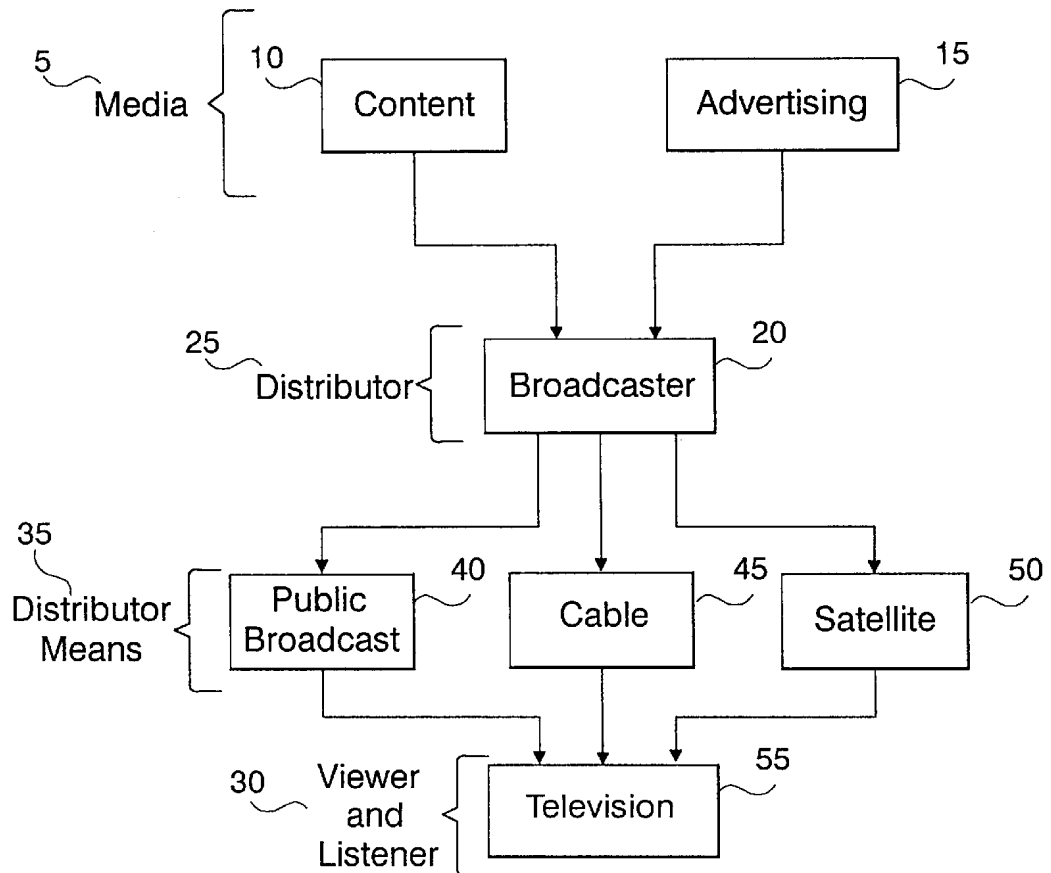 5
Media
10
Content
15
Advertising
25
Distributor
20
Broadcaster
35
Distributor
Means
40
Public
Broadcast
45
Cable
50
Satellite
30
Viewer
and
Listener
55
Television